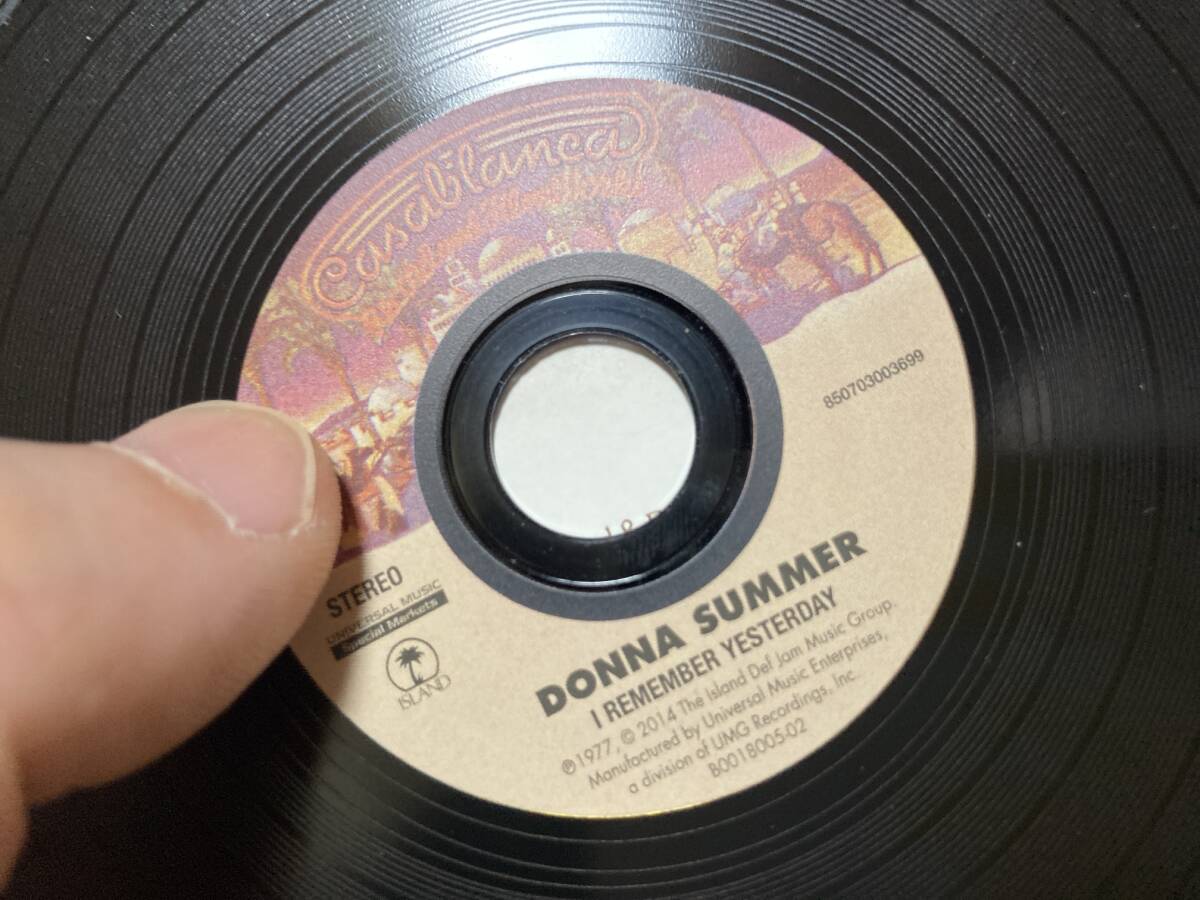 Casablanca
850703003699
STEREO
UNIVERSAL MUSIC
Special Markets
ISLAND
DONNA SUMMER
I REMEMBER YESTERDAY
℗ 1977, © 2014 The Island Def Jam Music Group.
Manufactured by Universal Music Enterprises,
a division of UMG Recordings, Inc.
B0018005-02